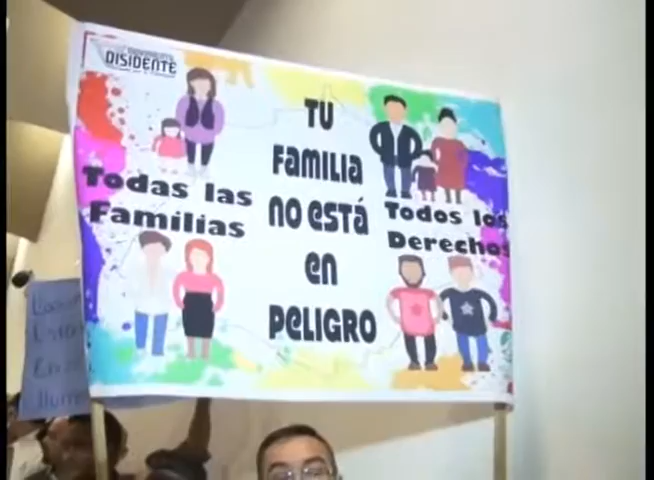 DISIDENTE
TU
FAMILIA
NO ESTÁ
EN
PELIGRO
Todas las
Familias
Todos los
Derechos